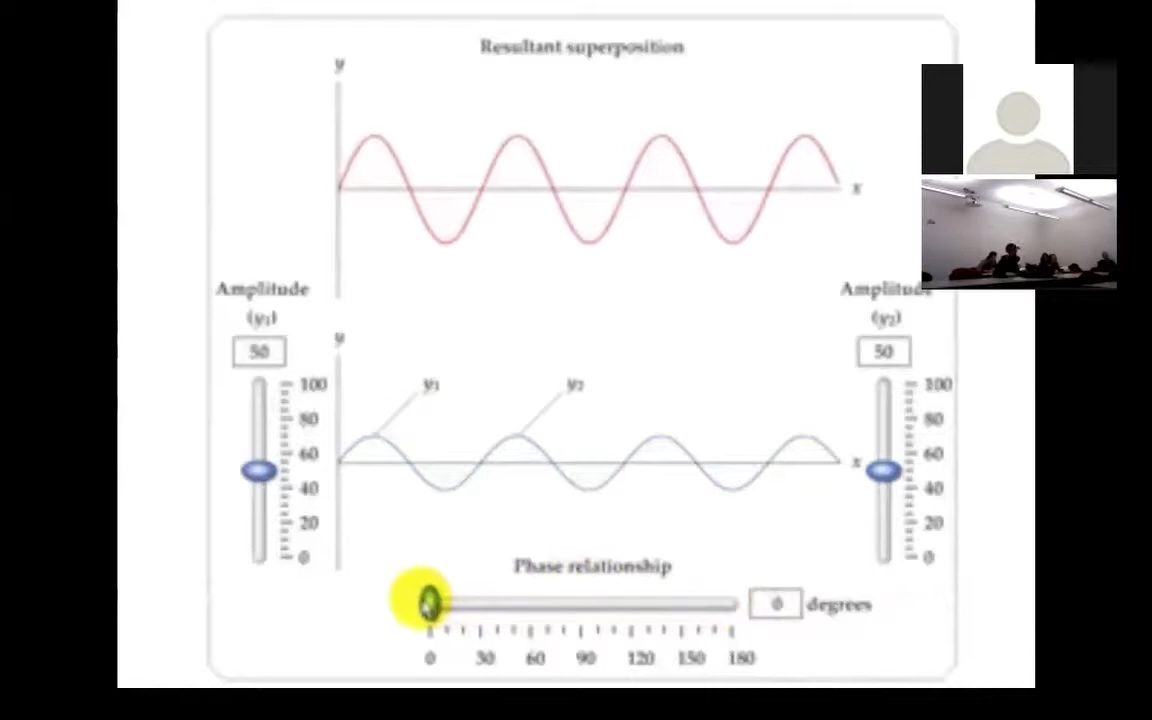 Resultant superposition
y
x
Amplitude
(y₁)
50
100
80
60
40
20
0
y
y₁
y₂
x
Amplitude
(y₂)
50
100
80
60
40
20
0
Phase relationship
0 degrees
0 30 60 90 120 150 180